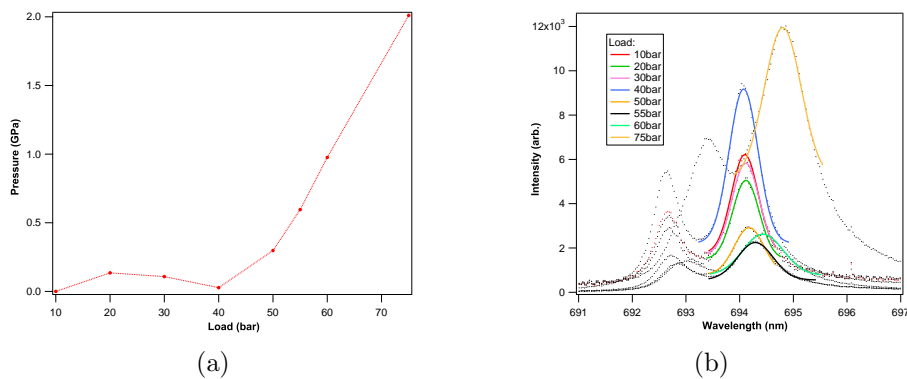 2.0
1.5
1.0
0.5
0.0
Pressure (GPa)
10 20 30 40 50 60 70
Load (bar)
(a)
12x10³
10
8
6
4
2
0
Intensity (arb.)
Load:
10bar
20bar
30bar
40bar
50bar
55bar
60bar
75bar
691 692 693 694 695 696 697
Wavelength (nm)
(b)